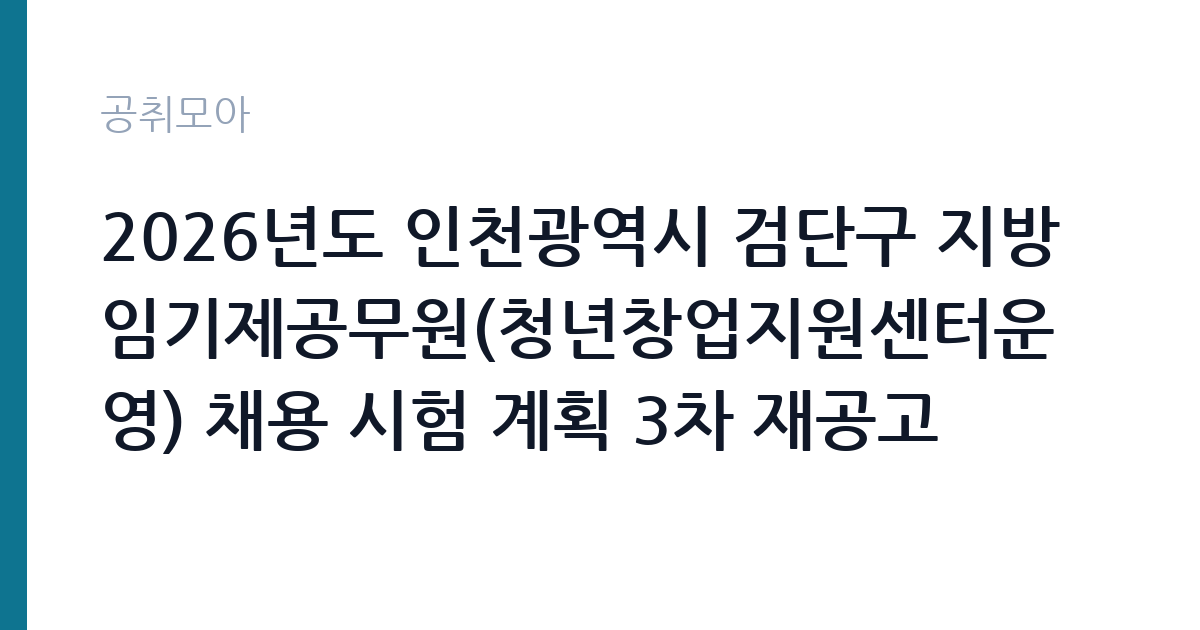 공취모아
2026년도 인천광역시 검단구 지방
임기제공무원(청년창업지원센터운
영) 채용 시험 계획 3차 재공고